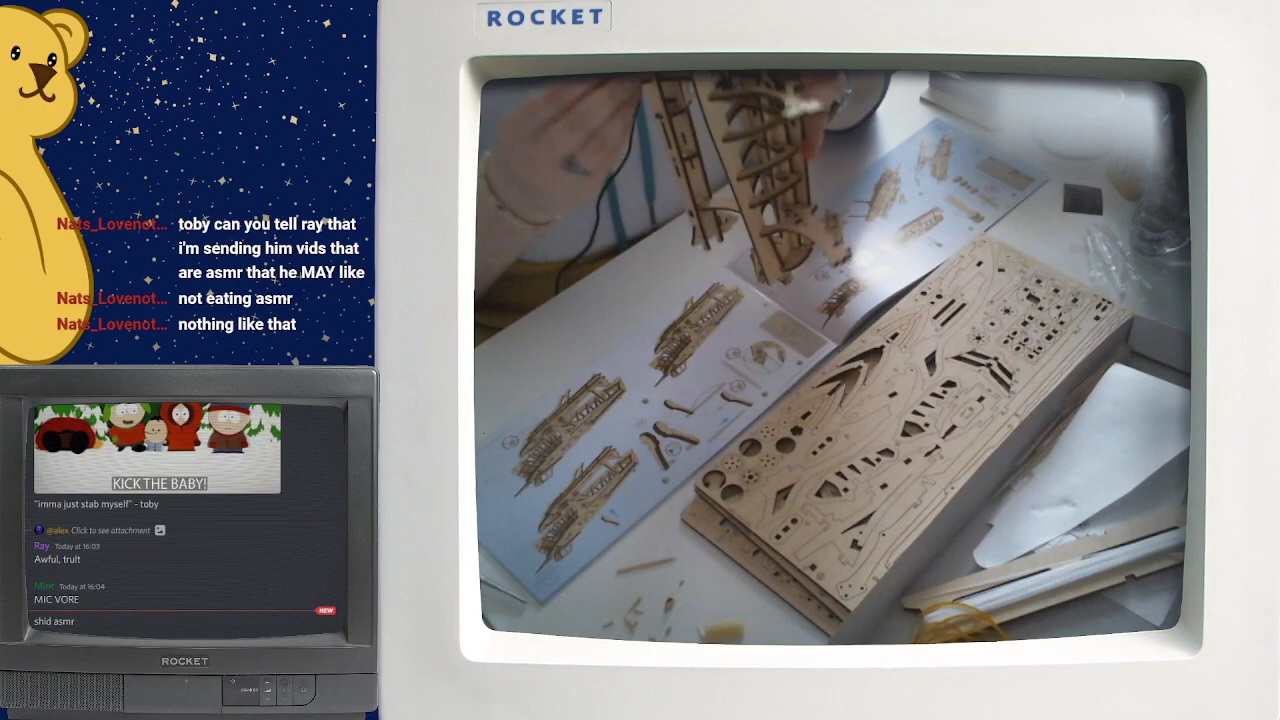 ROCKET
Nats_Lovenot... toby can you tell ray that
i'm sending him vids that
are asmr that he MAY like
Nats_Lovenot... not eating asmr
Nats_Lovenot... nothing like that
KICK THE BABY!
"imma just stab myself" - toby
@alex Click to see attachment
Ray Today at 16:03
Awful, truIt
Mint Today at 16:04
MIC VORE
NEW
shid asmr
ROCKET